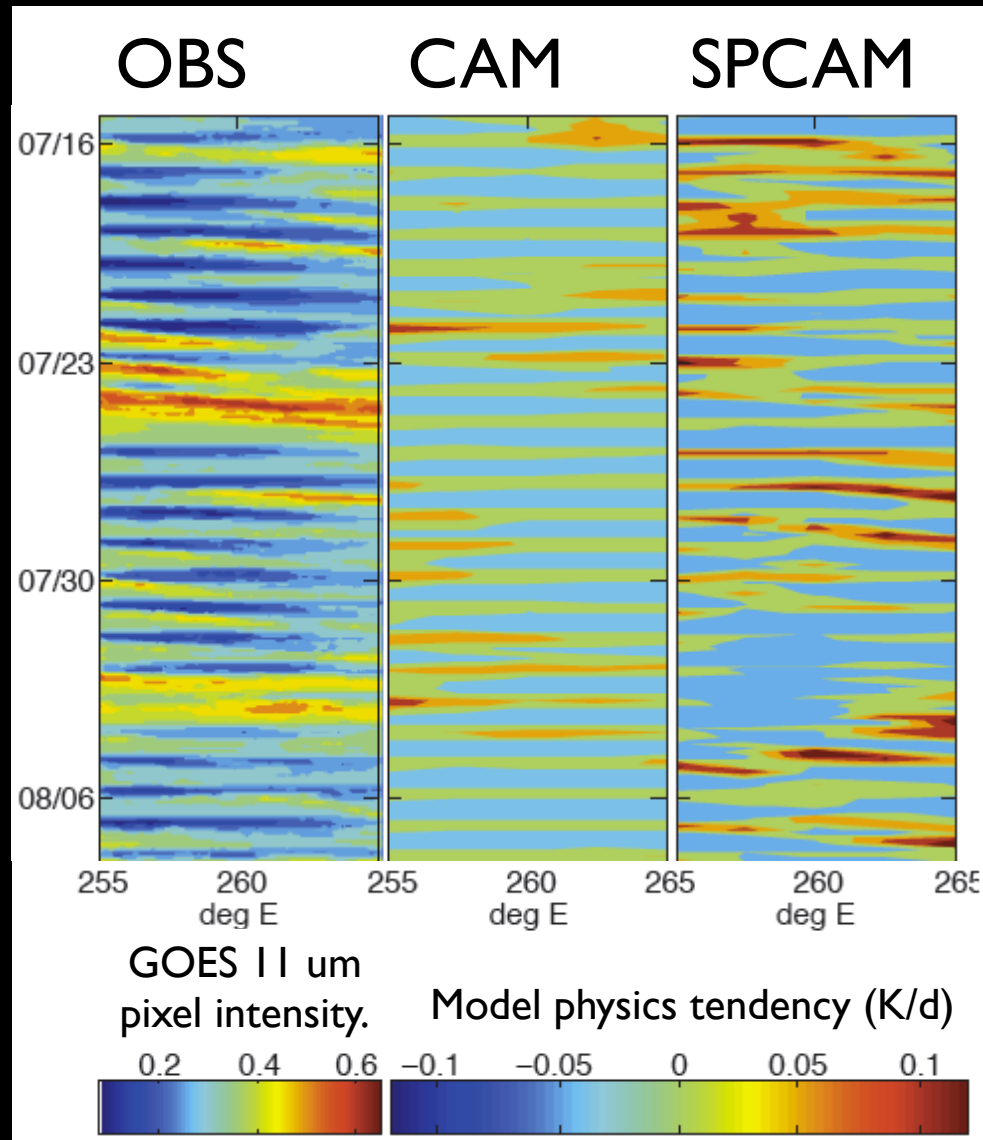 OBS CAM SPCAM
07/16
07/23
07/30
08/06
255 260 255 260 265 260 265
deg E deg E deg E
GOES 11 um
pixel intensity.
Model physics tendency (K/d)
0.2 0.4 0.6 −0.1 −0.05 0 0.05 0.1